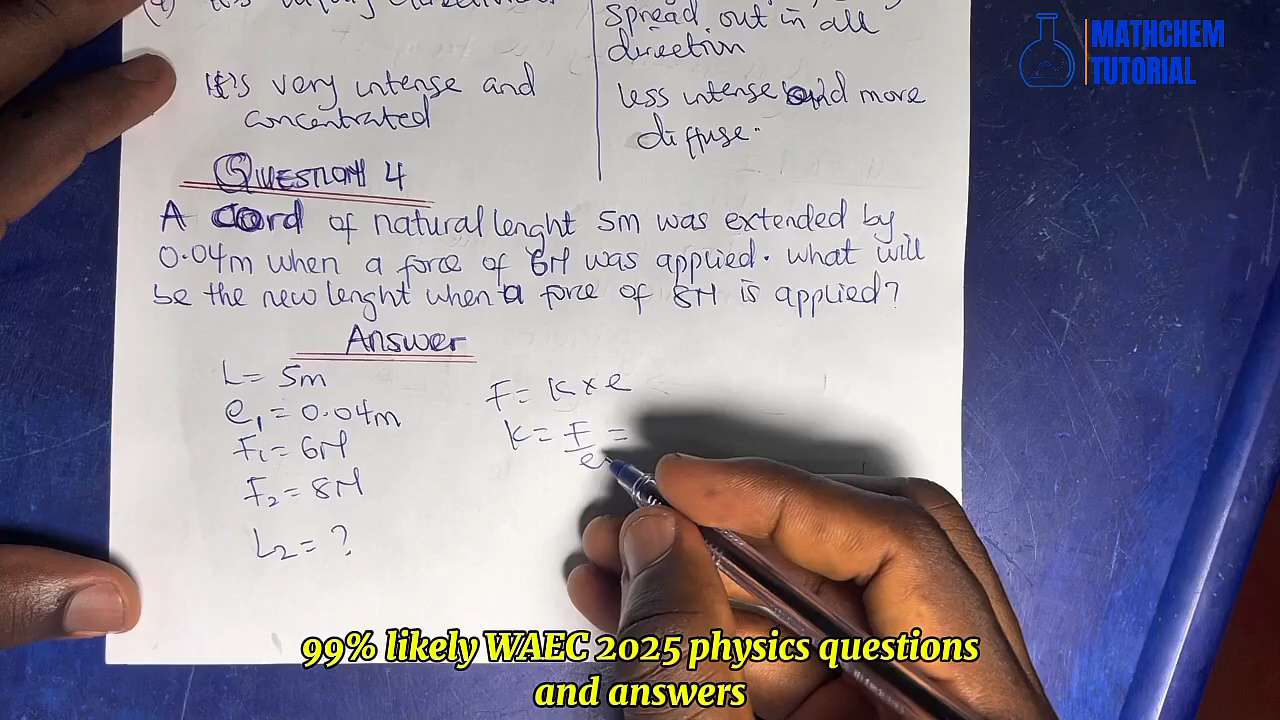 spread out in all
direction
It's very intense and
concentrated
less intense and more
diffuse.
QUESTION 4
A cord of natural lenght 5m was extended by
0.04m when a force of 6N was applied. what will
be the new lenght when a force of 8N is applied?
Answer
L = 5m
e₁ = 0.04m
F₁ = 6N
F₂ = 8N
L₂ = ?
F = K x e
K = F/e =
MATHCHEM
TUTORIAL
99% likely WAEC 2025 physics questions
and answers